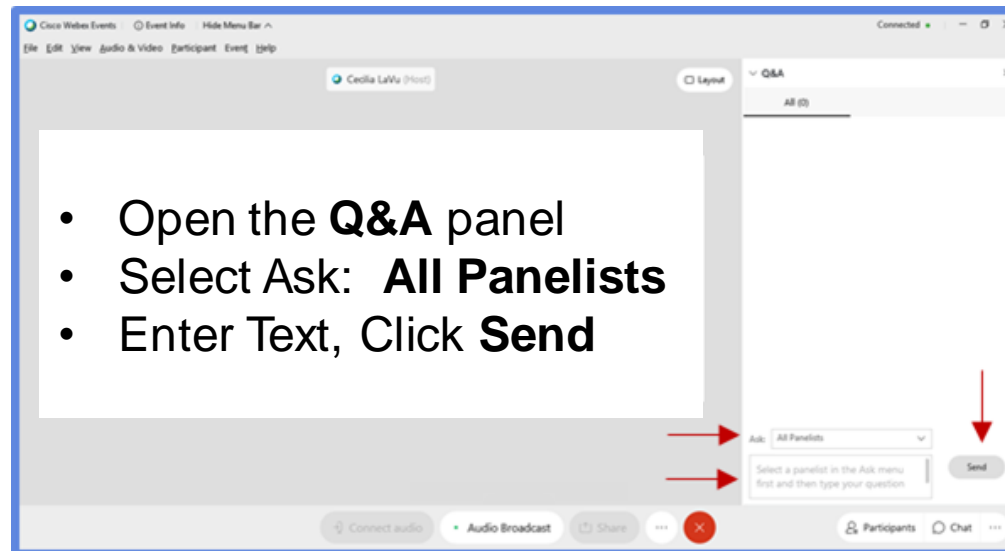 Cisco Webex Events Event Info Hide Menu Bar Connected
File Edit View Audio & Video Participant Event Help
Cecilia LaVu (Host) Layout
Q&A
All (0)
• Open the Q&A panel
• Select Ask: All Panelists
• Enter Text, Click Send
Ask: All Panelists
Select a panelist in the Ask menu
first and then type your question
Send
Connect audio Audio Broadcast Share Participants Chat